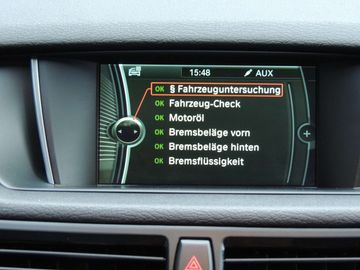 15:48 AUX
OK § Fahrzeuguntersuchung
OK Fahrzeug-Check
OK Motoröl
OK Bremsbeläge vorn
OK Bremsbeläge hinten
OK Bremsflüssigkeit